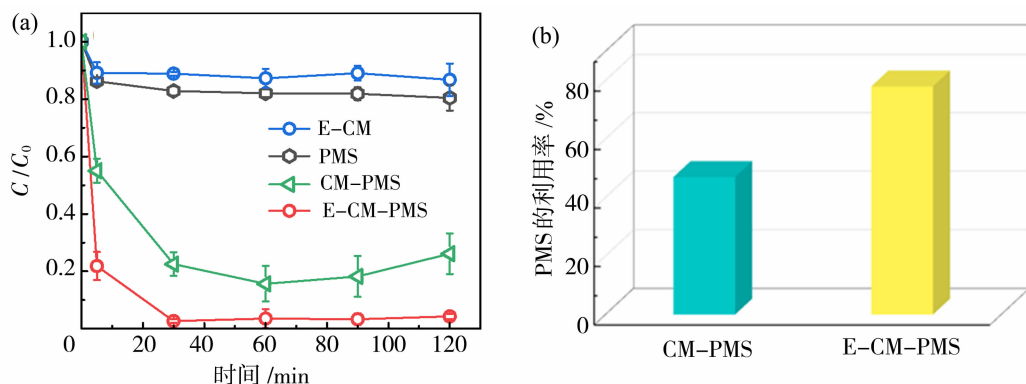 (a)
C/C₀
1.0
0.8
0.6
0.4
0.2
E-CM
PMS
CM-PMS
E-CM-PMS
0 20 40 60 80 100 120
时间/min
(b)
PMS的利用率/%
80
60
40
20
0
CM-PMS E-CM-PMS